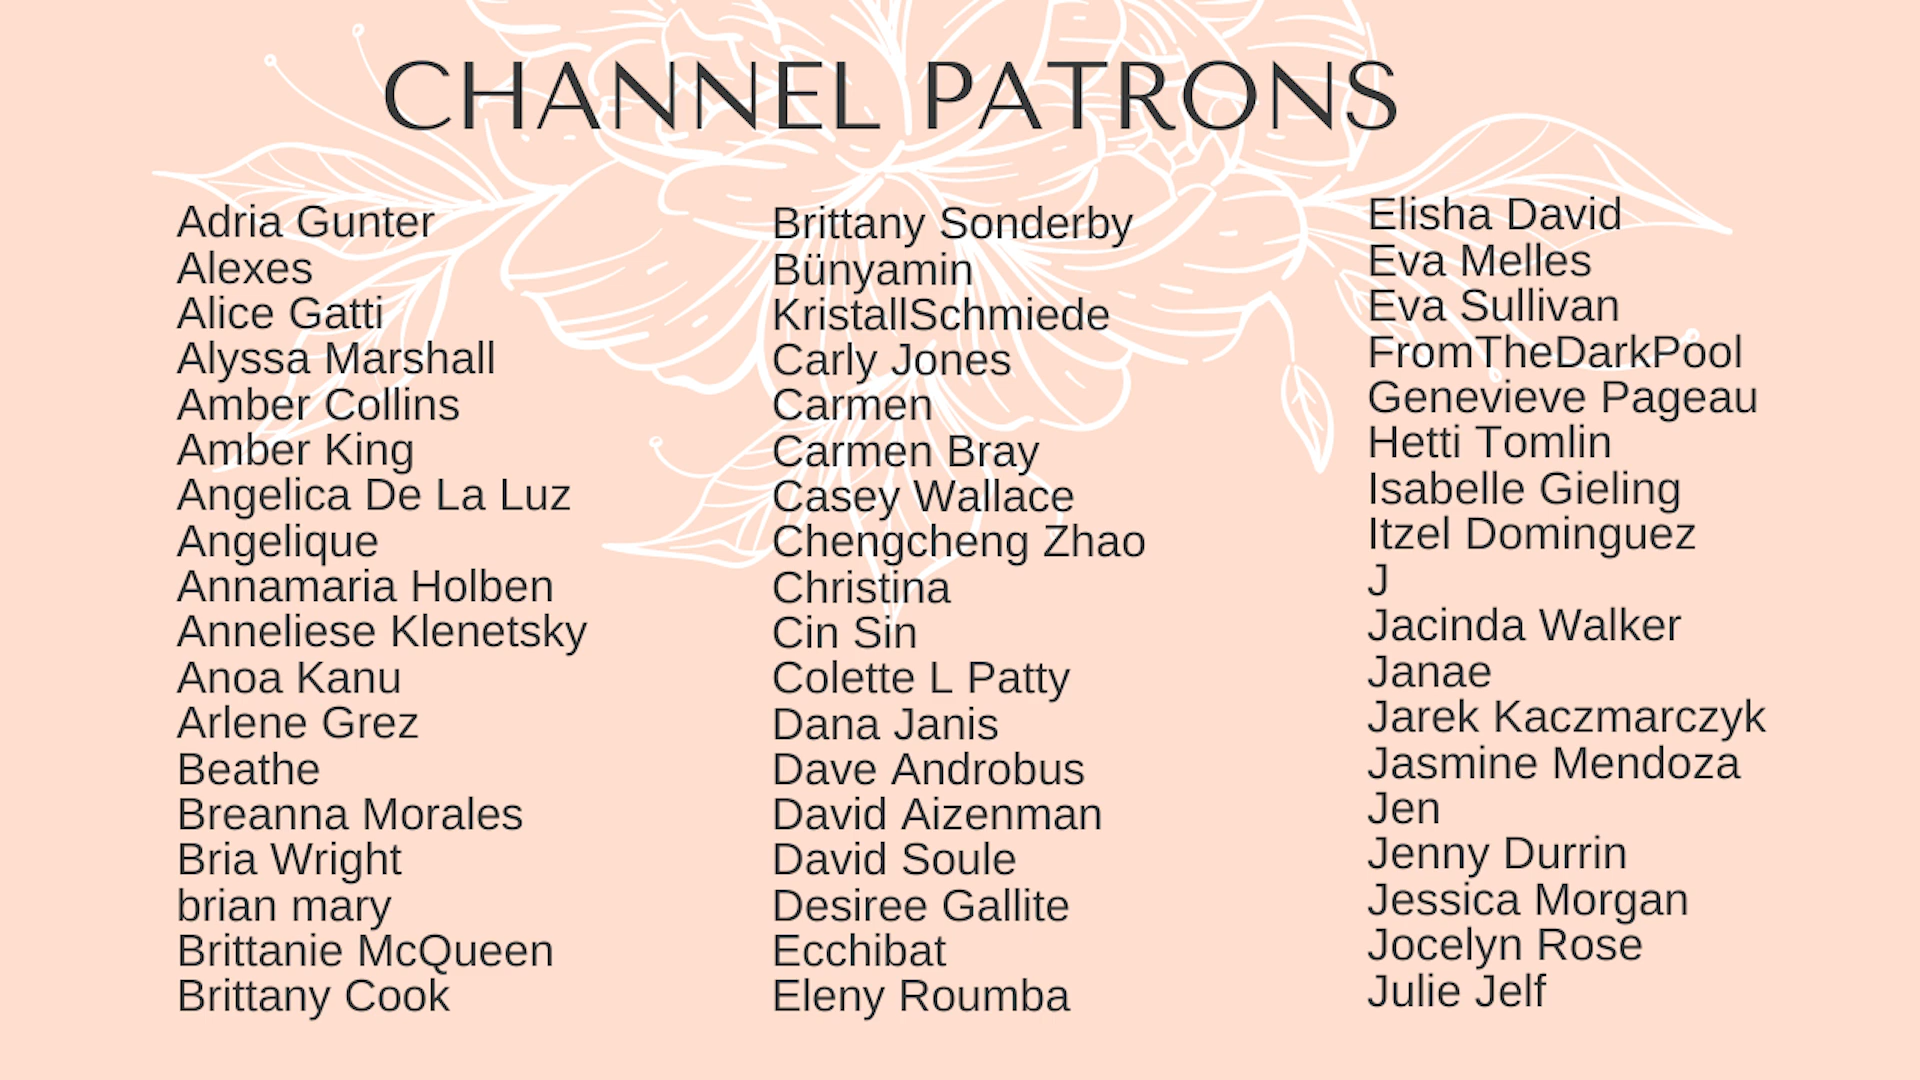 CHANNEL PATRONS
Adria Gunter
Alexes
Alice Gatti
Alyssa Marshall
Amber Collins
Amber King
Angelica De La Luz
Angelique
Annamaria Holben
Anneliese Klenetsky
Anoa Kanu
Arlene Grez
Beathe
Breanna Morales
Bria Wright
brian mary
Brittanie McQueen
Brittany Cook
Brittany Sonderby
Bünyamin
KristallSchmiede
Carly Jones
Carmen
Carmen Bray
Casey Wallace
Chengcheng Zhao
Christina
Cin Sin
Colette L Patty
Dana Janis
Dave Androbus
David Aizenman
David Soule
Desiree Gallite
Ecchibat
Eleny Roumba
Elisha David
Eva Melles
Eva Sullivan
FromTheDarkPool
Genevieve Pageau
Hetti Tomlin
Isabelle Gieling
Itzel Dominguez
J
Jacinda Walker
Janae
Jarek Kaczmarczyk
Jasmine Mendoza
Jen
Jenny Durrin
Jessica Morgan
Jocelyn Rose
Julie Jelf